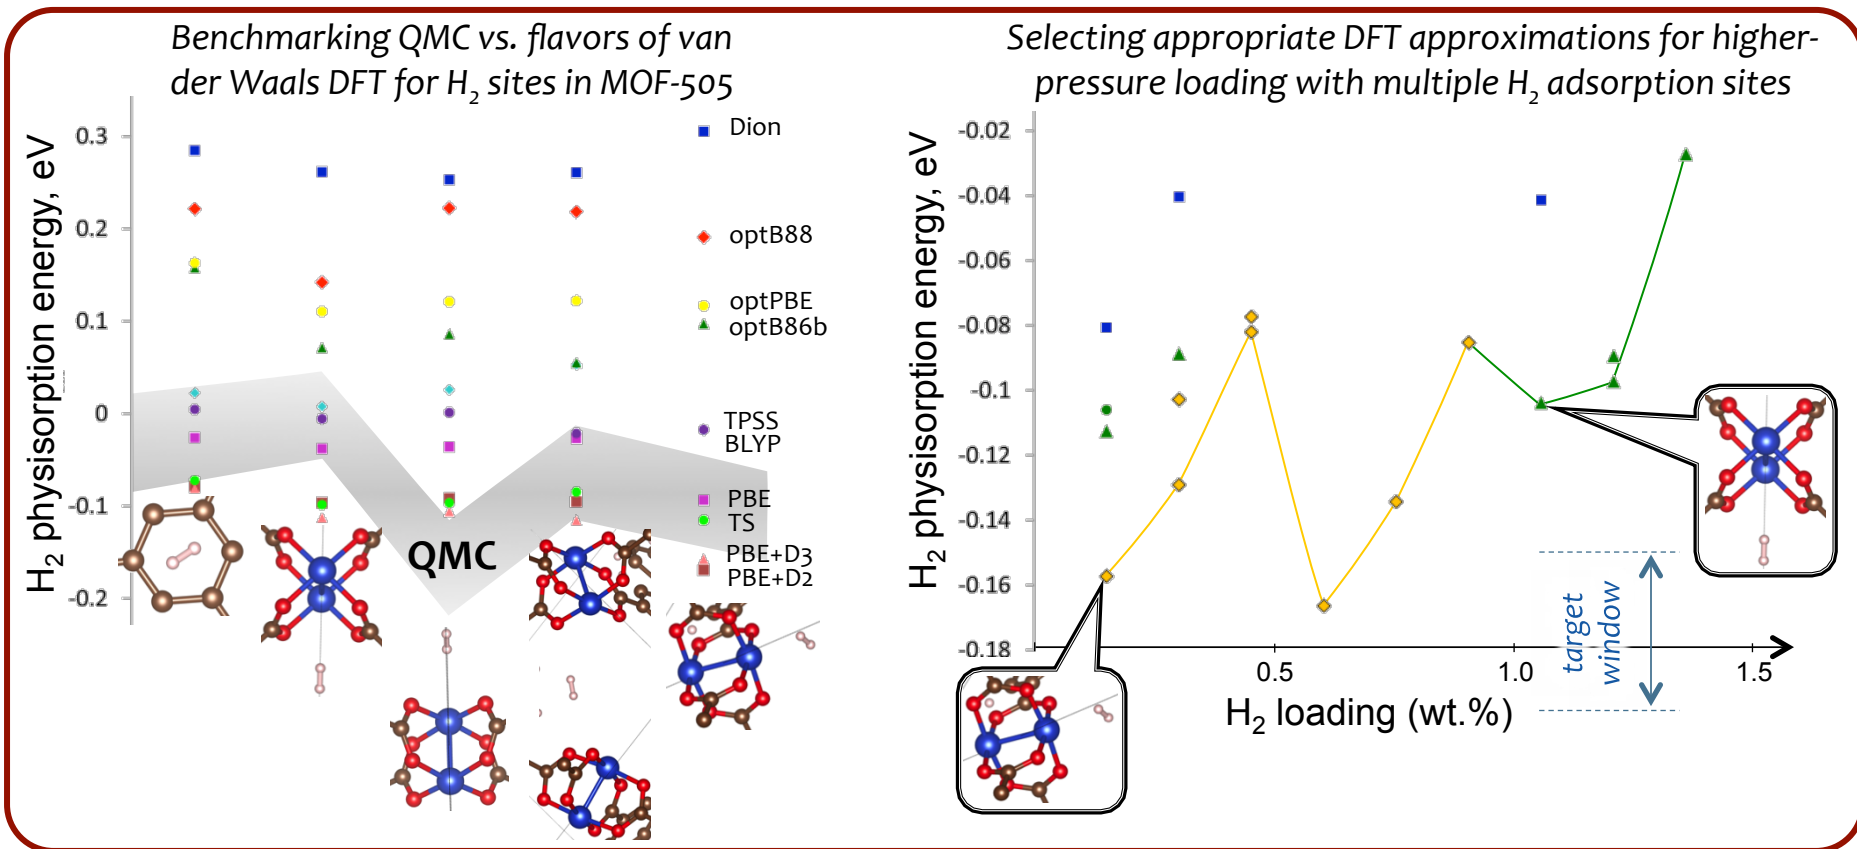 Benchmarking QMC vs. flavors of van
der Waals DFT for H₂ sites in MOF-505
H₂ physisorption energy, eV
0.3
0.2
0.1
0
-0.1
-0.2
Dion
optB88
optPBE
optB86b
TPSS
BLYP
PBE
TS
PBE+D3
PBE+D2
QMC
Selecting appropriate DFT approximations for higher-
pressure loading with multiple H₂ adsorption sites
H₂ physisorption energy, eV
-0.02
-0.04
-0.06
-0.08
-0.1
-0.12
-0.14
-0.16
-0.18
0.5
1.0
1.5
H₂ loading (wt.%)
target
window